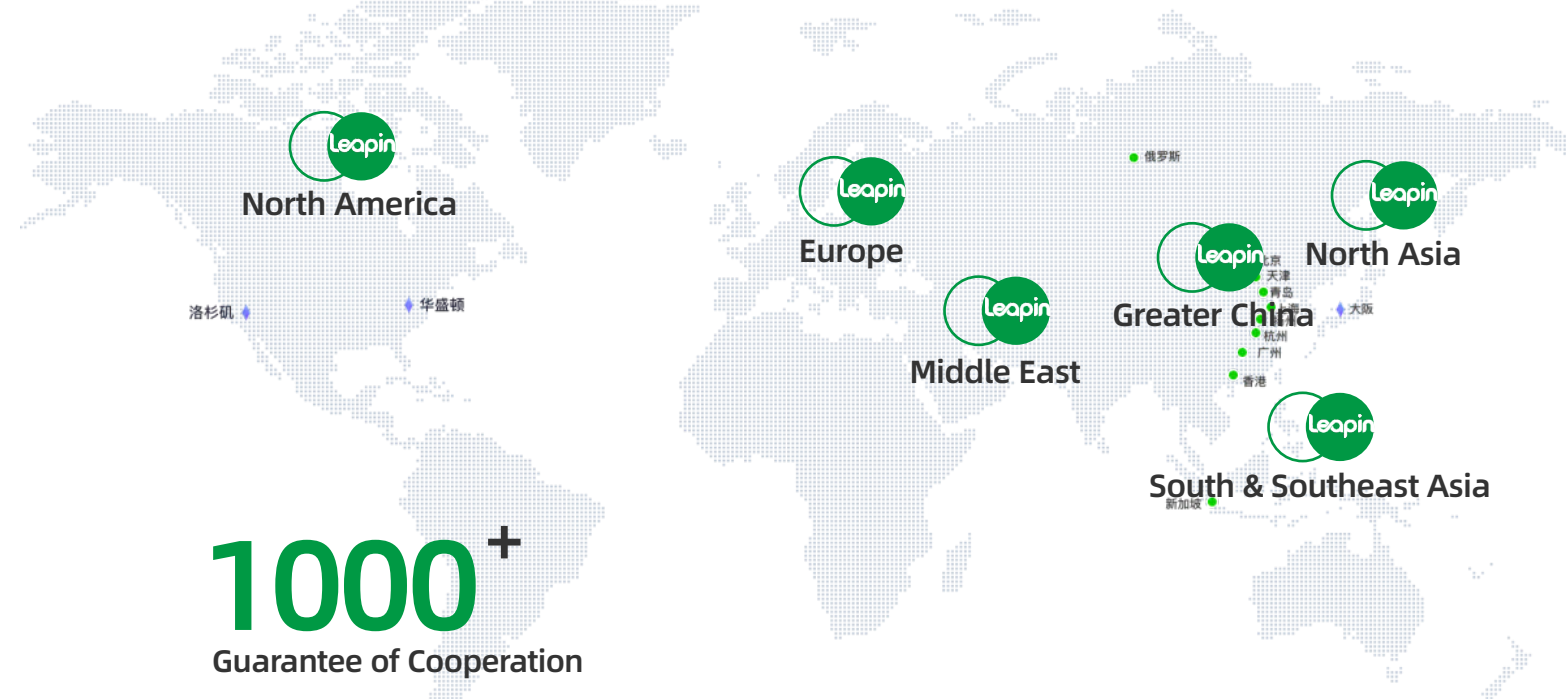 Leapin
North America
洛杉矶
华盛顿
Leapin
Europe
俄罗斯
Leapin
North Asia
Leapin
Greater China
北京
天津
青岛
上海
杭州
广州
香港
大阪
Leapin
Middle East
Leapin
South & Southeast Asia
新加坡
1000+
Guarantee of Cooperation